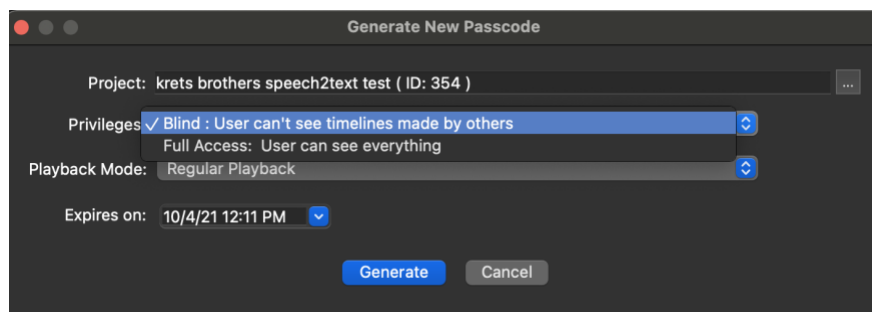 Generate New Passcode
Project: krets brothers speech2text test ( ID: 354 ) ...
Privileges ✓ Blind : User can't see timelines made by others
Full Access:  User can see everything
Playback Mode: Regular Playback
Expires on: 10/4/21 12:11 PM
Generate Cancel